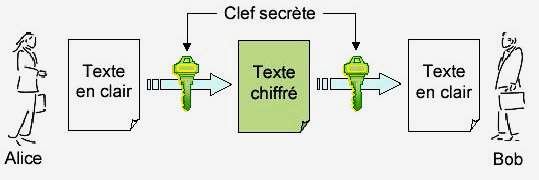 Clef secrète
Texte
en clair
Texte
chiffré
Texte
en clair
Alice
Bob